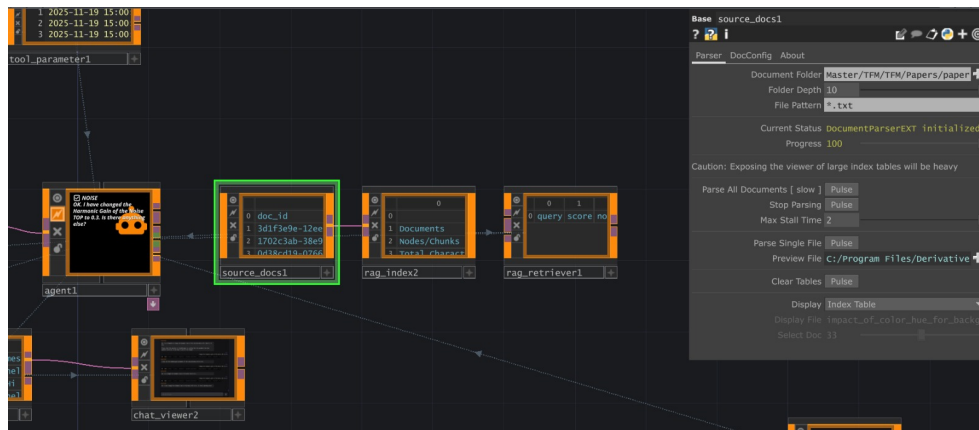 1 2025-11-19 15:00
2 2025-11-19 15:00
3 2025-11-19 15:00
tool_parameter1
NOISE
OK. I have changed the
Harmonic Gain of the Noise
TOP to 0.3. Is there anything
else?
agent1
0 doc_id
1 3d1f3e9e-12ee
2 1702c3ab-38e9
3 0d38cd19-0766
source_docs1
0
0
1 Documents
2 Nodes/Chunks
3 Total Charact
rag_index2
0 1
0 query score no
rag_retriever1
chat_viewer2
Base source_docs1
? ? i
Parser DocConfig About
Document Folder Master/TFM/TFM/Papers/paper
Folder Depth 10
File Pattern *.txt
Current Status DocumentParserEXT initialized
Progress 100
Caution: Exposing the viewer of large index tables will be heavy
Parse All Documents [ slow ] Pulse
Stop Parsing Pulse
Max Stall Time 2
Parse Single File Pulse
Preview File C:/Program Files/Derivative
Clear Tables Pulse
Display Index Table
Display File impact_of_color_hue_for_backg
Select Doc 33